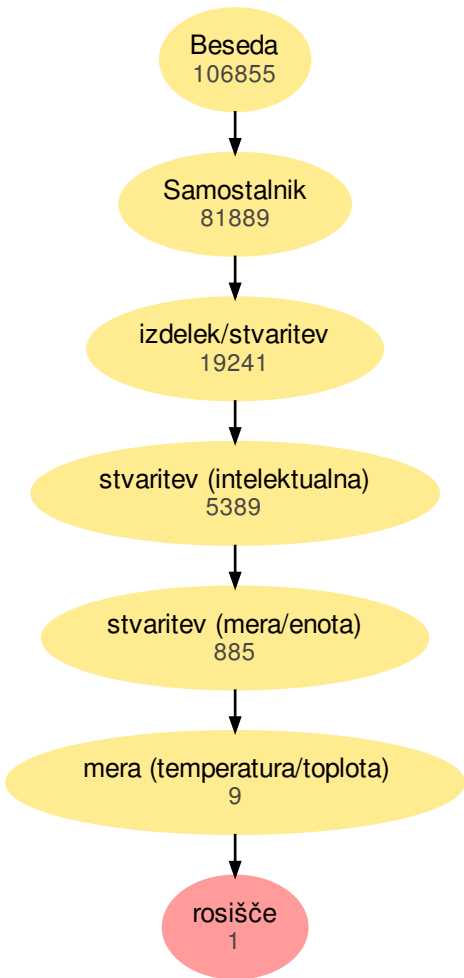 Beseda
106855
Samostalnik
81889
izdelek/stvaritev
19241
stvaritev (intelektualna)
5389
stvaritev (mera/enota)
885
mera (temperatura/toplota)
9
rosišče
1